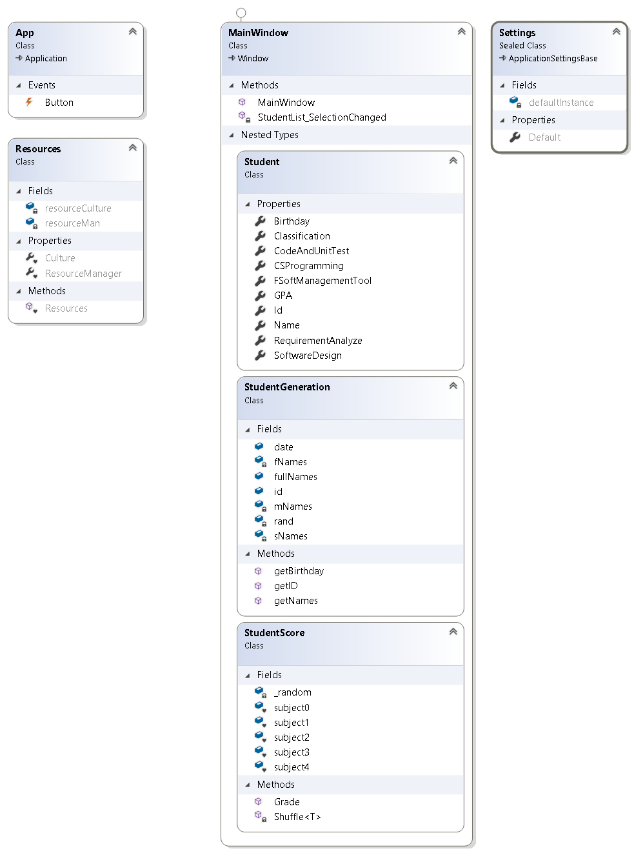 App
Class
Application
Events
Button
Resources
Class
Fields
resourceCulture
resourceMan
Properties
Culture
ResourceManager
Methods
Resources
MainWindow
Class
Window
Methods
MainWindow
StudentList_SelectionChanged
Nested Types
Student
Class
Properties
Birthday
Classification
CodeAndUnitTest
CSProgramming
FSoftManagementTool
GPA
Id
Name
RequirementAnalyze
SoftwareDesign
StudentGeneration
Class
Fields
date
fNames
fullNames
id
mNames
rand
sNames
Methods
getBirthday
getID
getNames
StudentScore
Class
Fields
_random
subject0
subject1
subject2
subject3
subject4
Methods
Grade
Shuffle<T>
Settings
Sealed Class
ApplicationSettingsBase
Fields
defaultInstance
Properties
Default